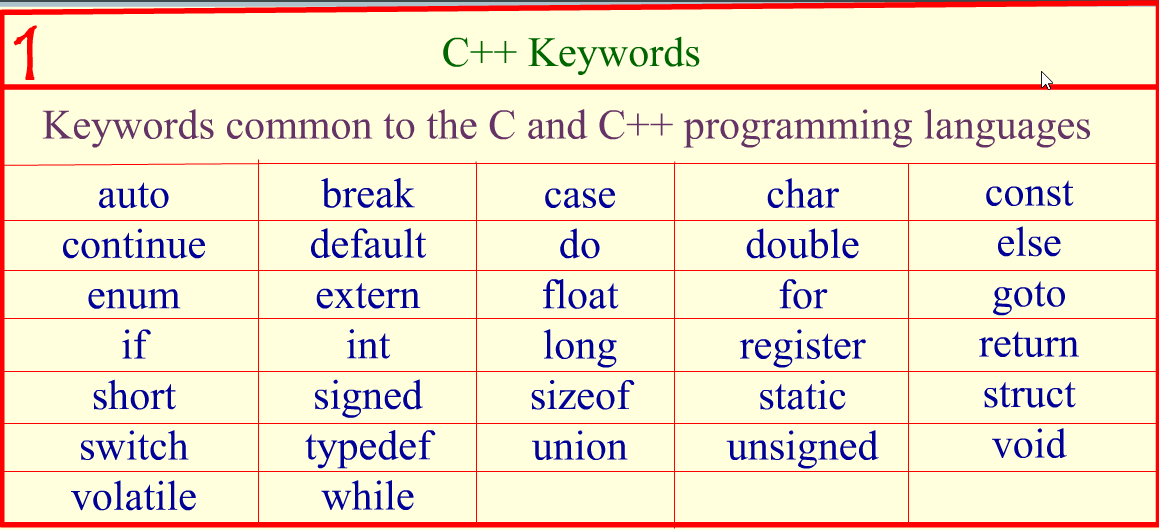 1
C++ Keywords
Keywords common to the C and C++ programming languages
auto break case char const
continue default do double else
enum extern float for goto
if int long register return
short signed sizeof static struct
switch typedef union unsigned void
volatile while